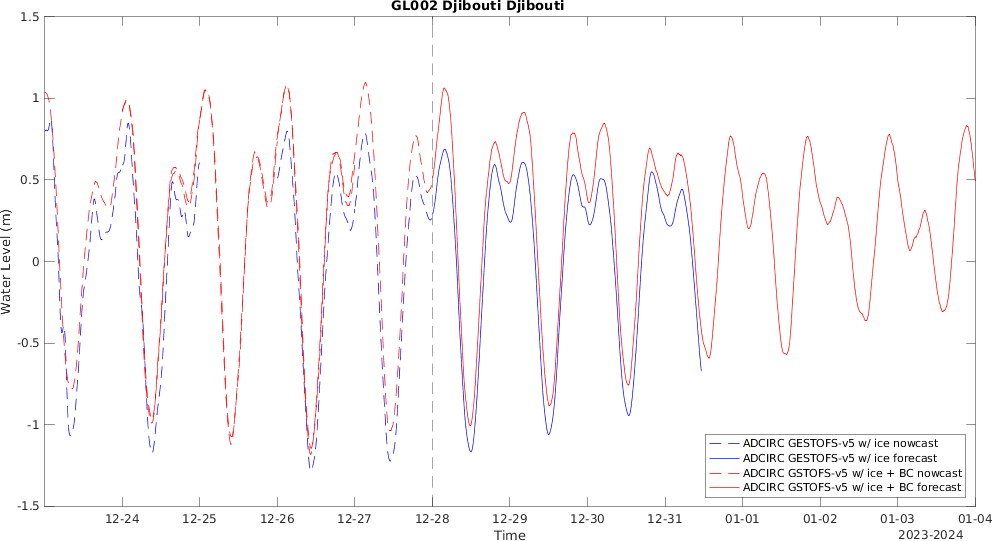 GL002 Djibouti Djibouti
1.5
1
0.5
0
-0.5
-1
-1.5
Water Level (m)
ADCIRC GESTOFS-v5 w/ ice nowcast
ADCIRC GESTOFS-v5 w/ ice forecast
ADCIRC GSTOFS-v5 w/ ice + BC nowcast
ADCIRC GSTOFS-v5 w/ ice + BC forecast
12-24 12-25 12-26 12-27 12-28 12-29 12-30 12-31 01-01 01-02 01-03 01-04
Time
2023-2024